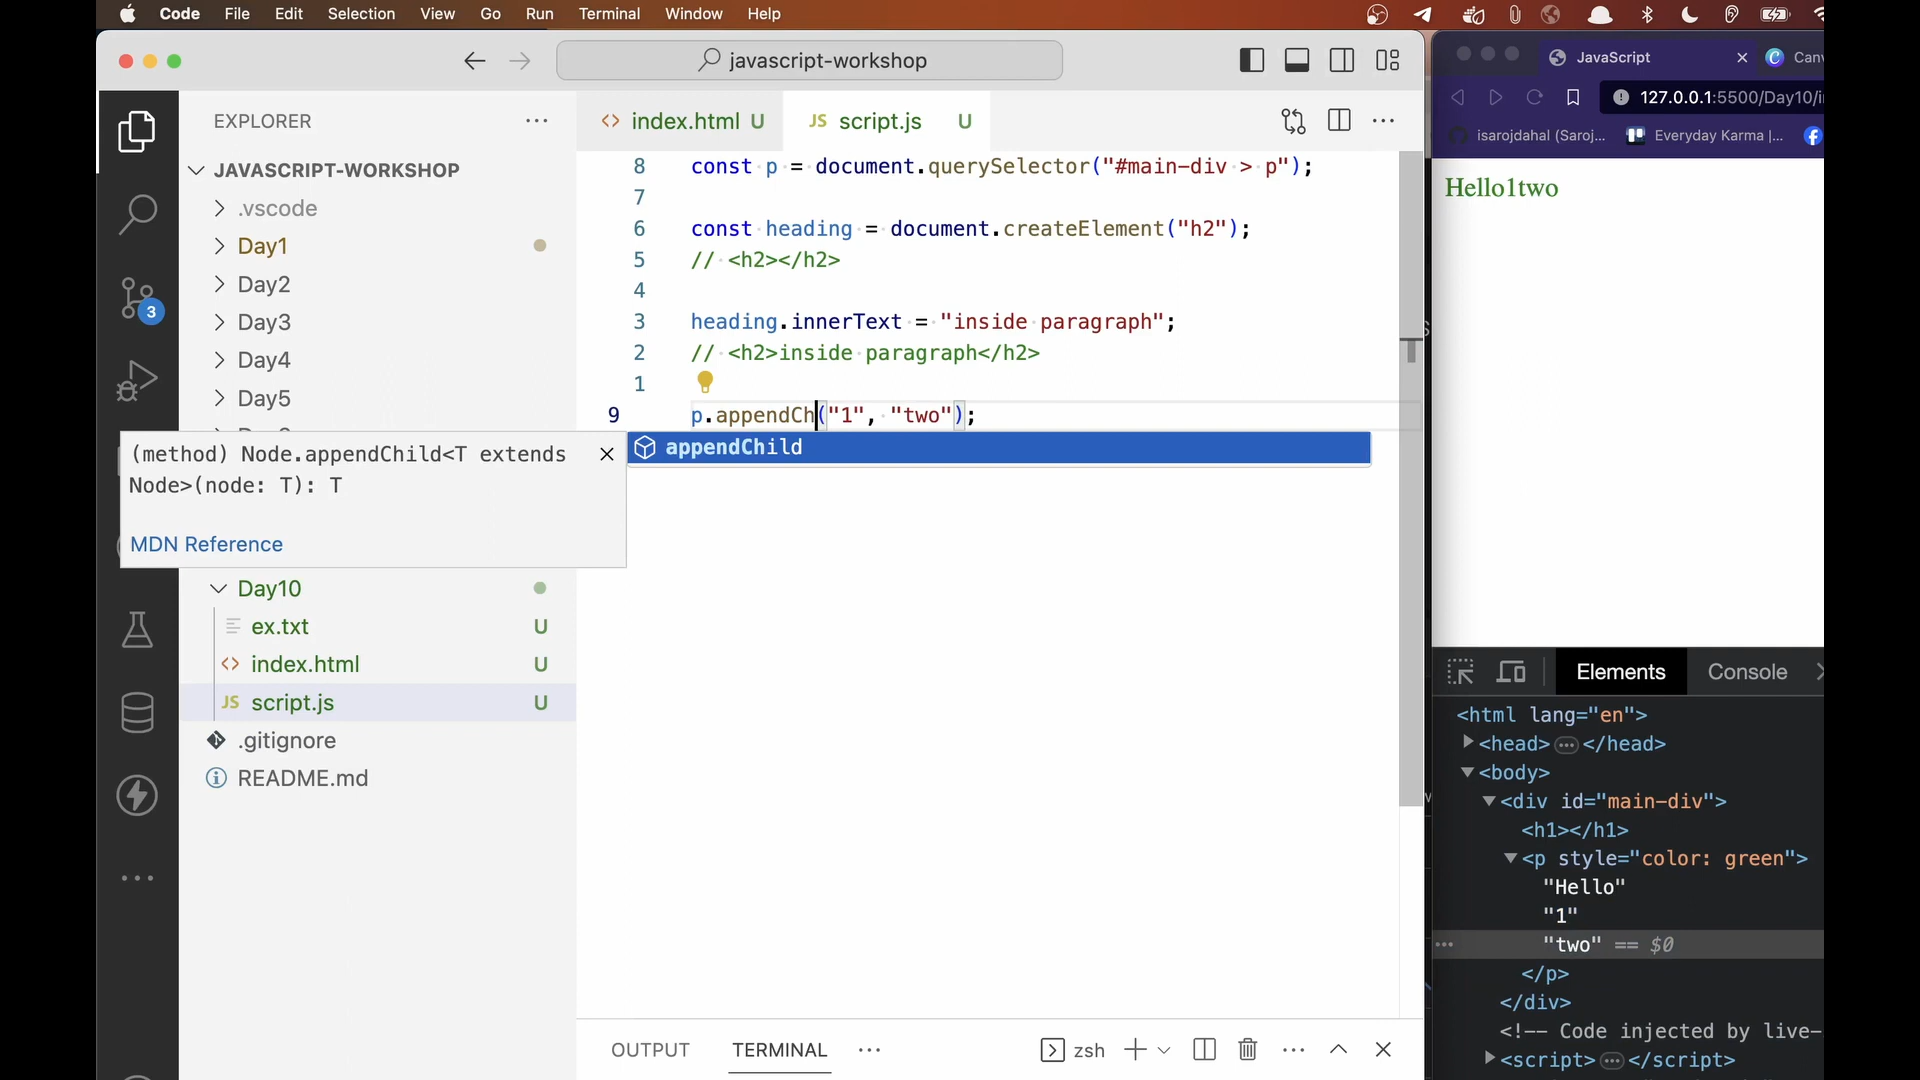 Code File Edit Selection View Go Run Terminal Window Help
javascript-workshop
EXPLORER
JAVASCRIPT-WORKSHOP
.vscode
Day1
Day2
Day3
Day4
Day5
Day10
ex.txt U
index.html U
script.js U
.gitignore
README.md
3
index.html U
JS script.js U
8 const p = document.querySelector("#main-div > p");
7
6 const heading = document.createElement("h2");
5 // <h2></h2>
4
3 heading.innerText = "inside paragraph";
2 // <h2>inside paragraph</h2>
1
9 p.appendCh("1", "two");
appendChild
(method) Node.appendChild<T extends
Node>(node: T): T
MDN Reference
OUTPUT TERMINAL zsh
JavaScript
127.0.0.1:5500/Day10/i
isarojdahal (Saroj... Everyday Karma |...
Hello1two
Elements Console
<html lang="en">
<head> </head>
<body>
<div id="main-div">
<h1></h1>
<p style="color: green">
"Hello"
"1"
"two" == $0
</p>
</div>
<!-- Code injected by live-
<script> </script>